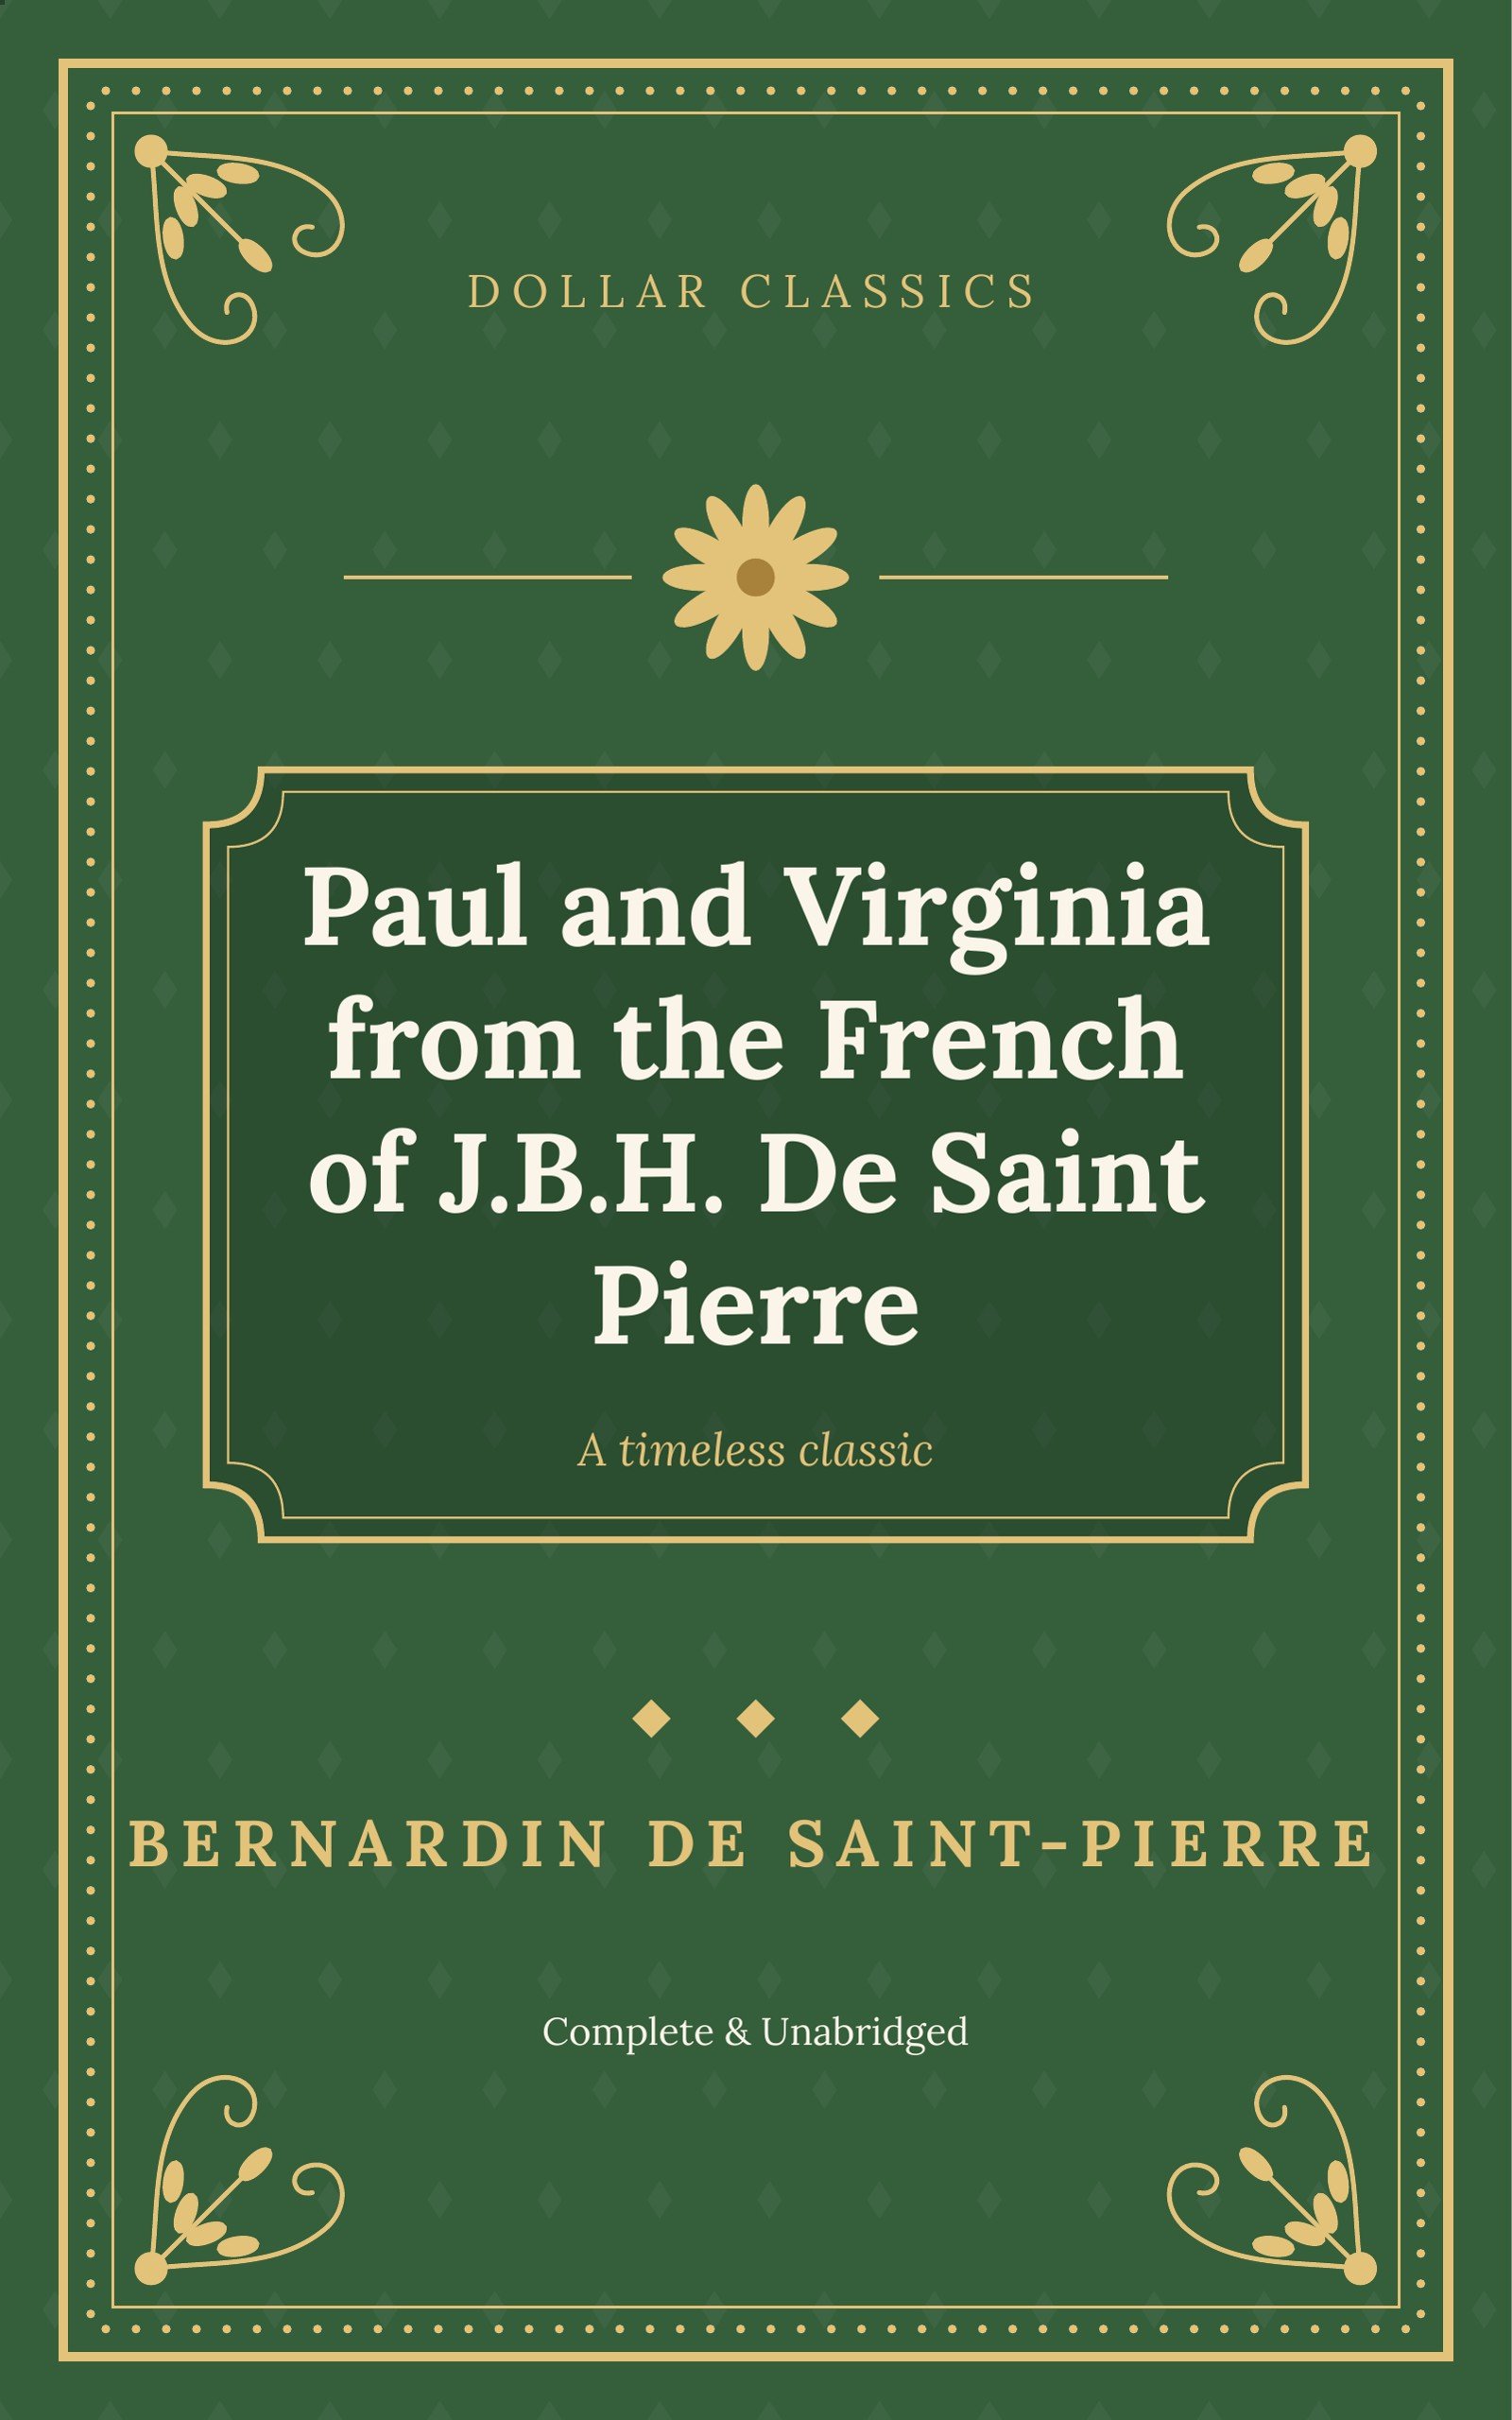 DOLLAR CLASSICS
Paul and Virginia
from the French
of J.B.H. De Saint
Pierre
A timeless classic
BERNARDIN DE SAINT-PIERRE
Complete & Unabridged